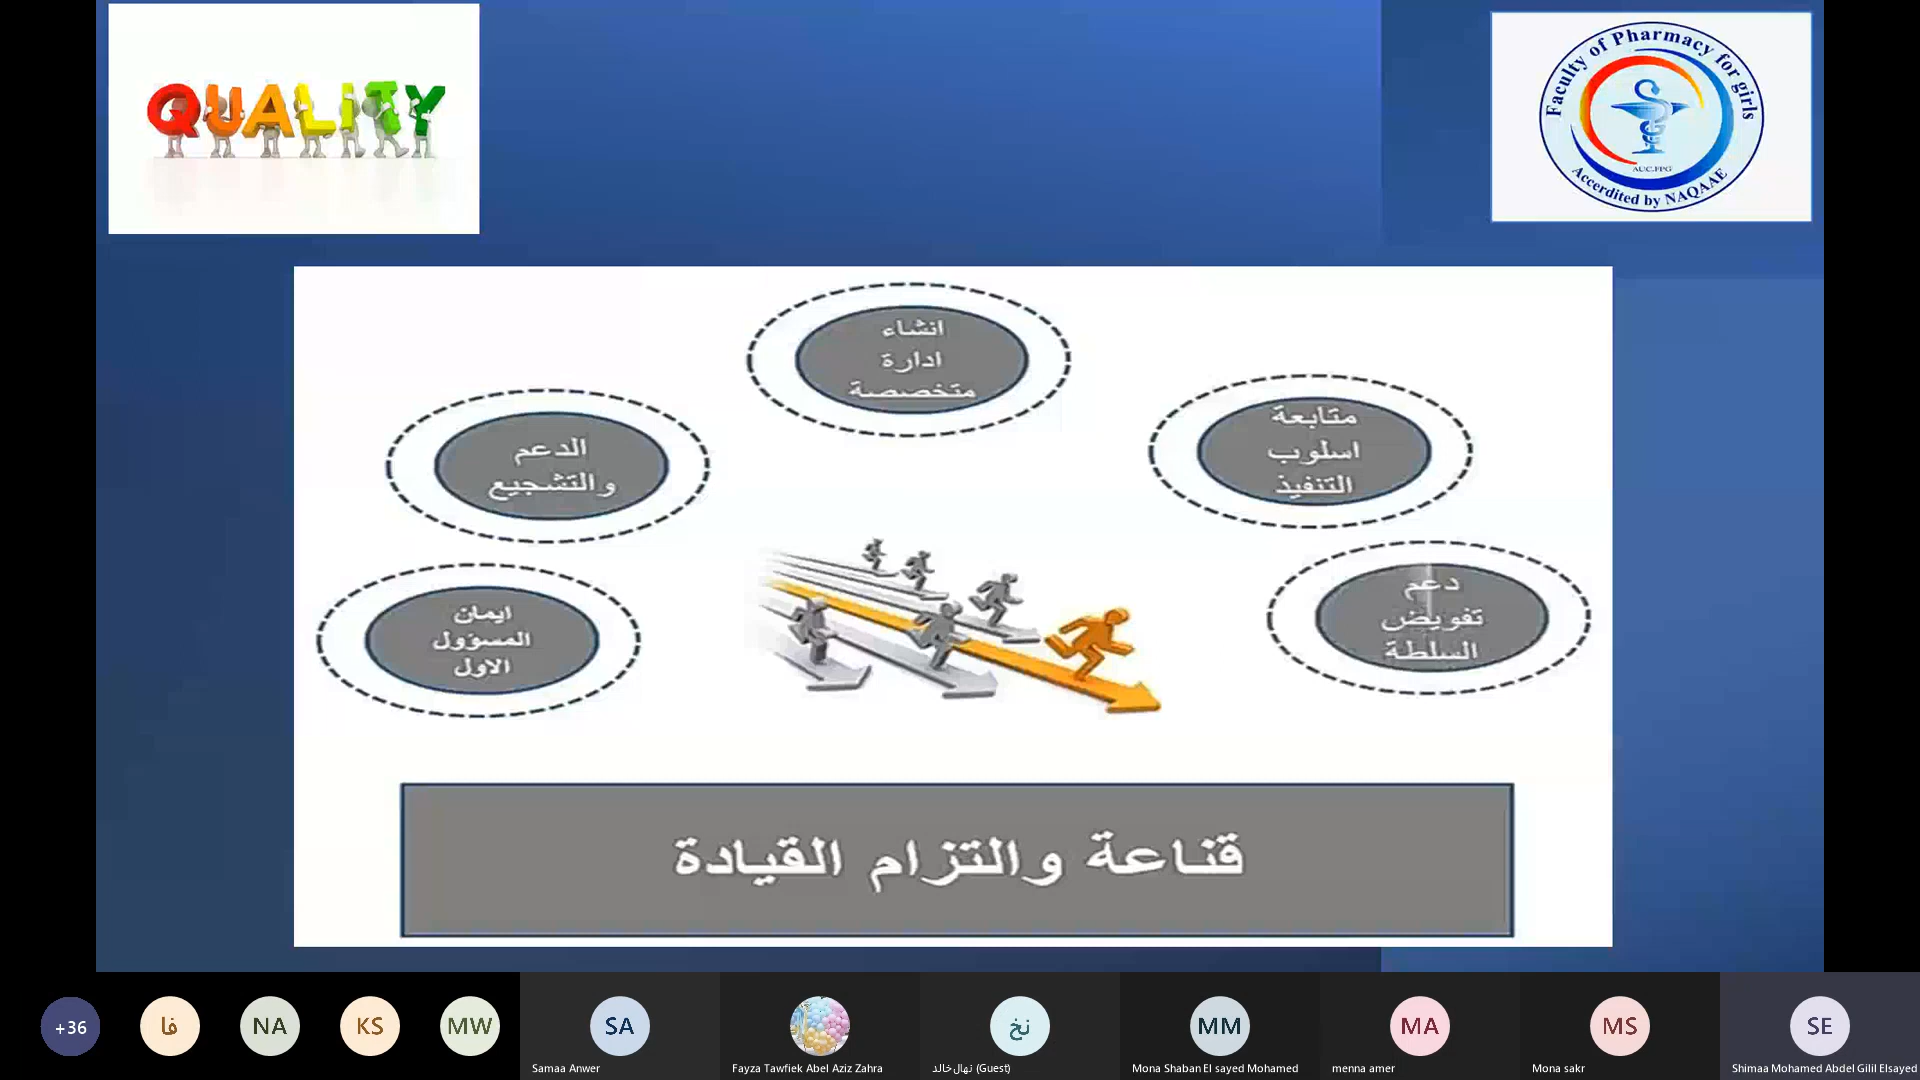 QUALITY
Faculty of Pharmacy for girls
AUC.FPG
Accerdited by NAQAAE
انشاء
ادارة
متخصصة
متابعة
اسلوب
التنفيذ
الدعم
والتشجيع
دعم
تفويض
السلطة
ايمان
المسؤول
الاول
قناعة والتزام القيادة
+36
فا
NA
KS
MW
SA
نخ
MM
MA
MS
SE
Samaa Anwer
Fayza Tawfiek Abel Aziz Zahra
نهال خالد (Guest)
Mona Shaban El sayed Mohamed
menna amer
Mona sakr
Shimaa Mohamed Abdel Gilil Elsayed